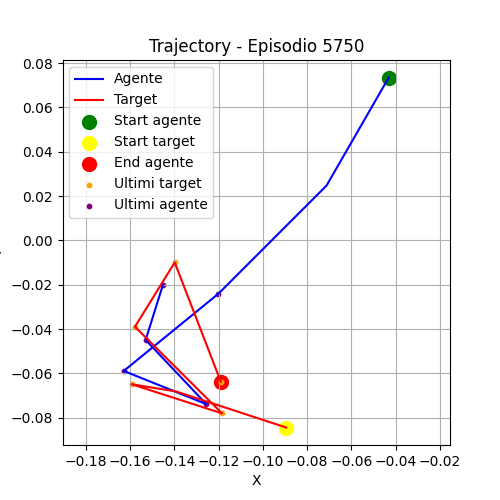 Trajectory - Episodio 5750
0.08
0.06
0.04
0.02
0.00
−0.02
−0.04
−0.06
−0.08
Agente
Target
Start agente
Start target
End agente
Ultimi target
Ultimi agente
−0.18 −0.16 −0.14 −0.12 −0.10 −0.08 −0.06 −0.04 −0.02
X